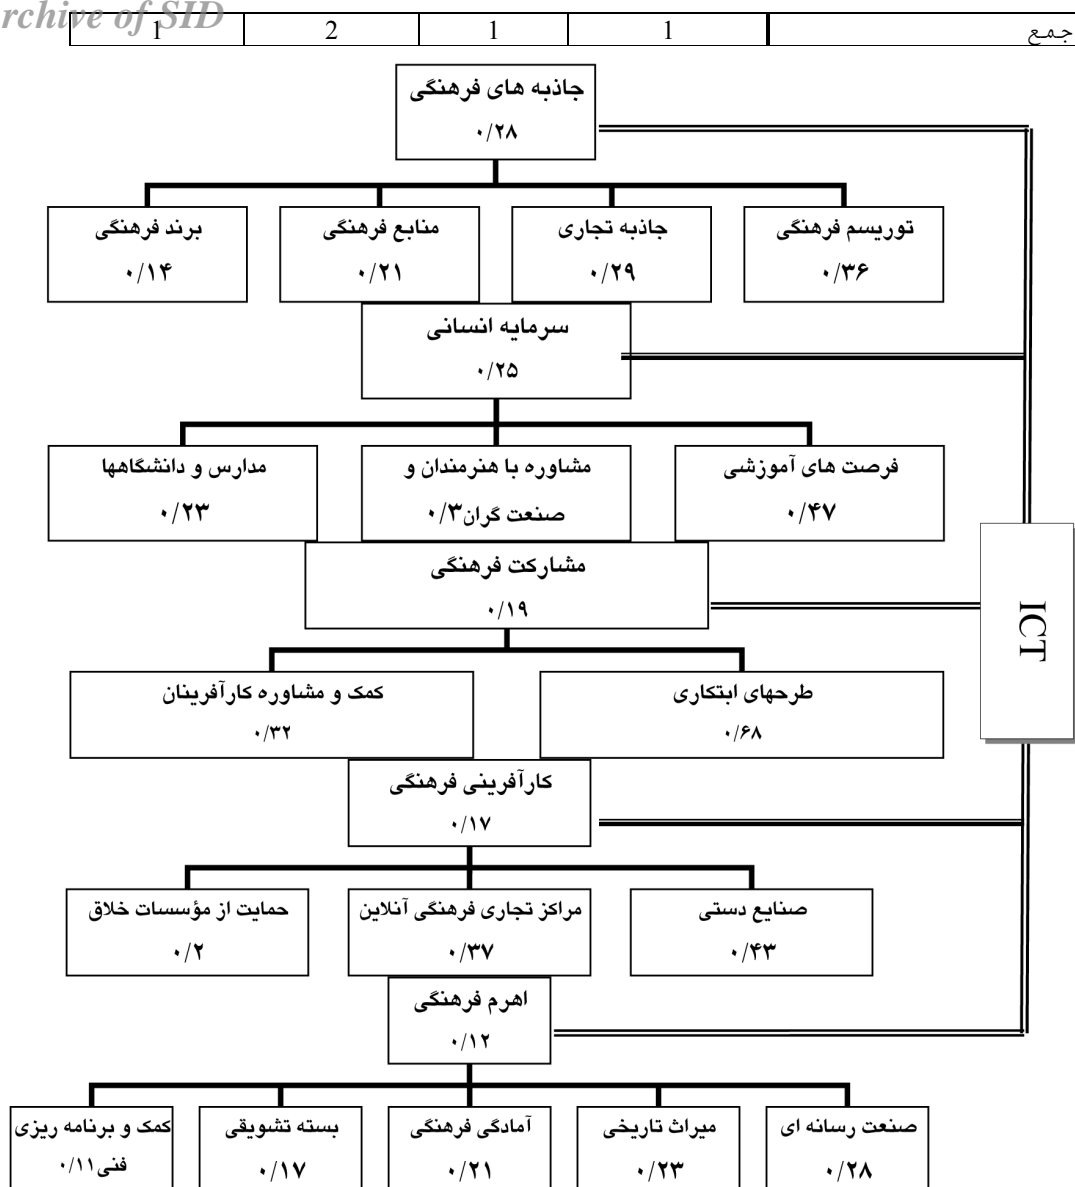 rchive of SID
جمع 1 1 2 1
جاذبه های فرهنگی
۰/۲۸
توریسم فرهنگی
۰/۳۶
جاذبه تجاری
۰/۲۹
منابع فرهنگی
۰/۲۱
برند فرهنگی
۰/۱۴
سرمایه انسانی
۰/۲۵
فرصت های آموزشی
۰/۴۷
مشاوره با هنرمندان و
صنعت گران۰/۳
مدارس و دانشگاهها
۰/۲۳
مشارکت فرهنگی
۰/۱۹
ICT
طرحهای ابتکاری
۰/۶۸
کمک و مشاوره کارآفرینان
۰/۳۲
کارآفرینی فرهنگی
۰/۱۷
صنایع دستی
۰/۴۳
مراکز تجاری فرهنگی آنلاین
۰/۳۷
حمایت از مؤسسات خلاق
۰/۲
اهرم فرهنگی
۰/۱۲
صنعت رسانه ای
۰/۲۸
میراث تاریخی
۰/۲۳
آمادگی فرهنگی
۰/۲۱
بسته تشویقی
۰/۱۷
کمک و برنامه ریزی
فنی۰/۱۱